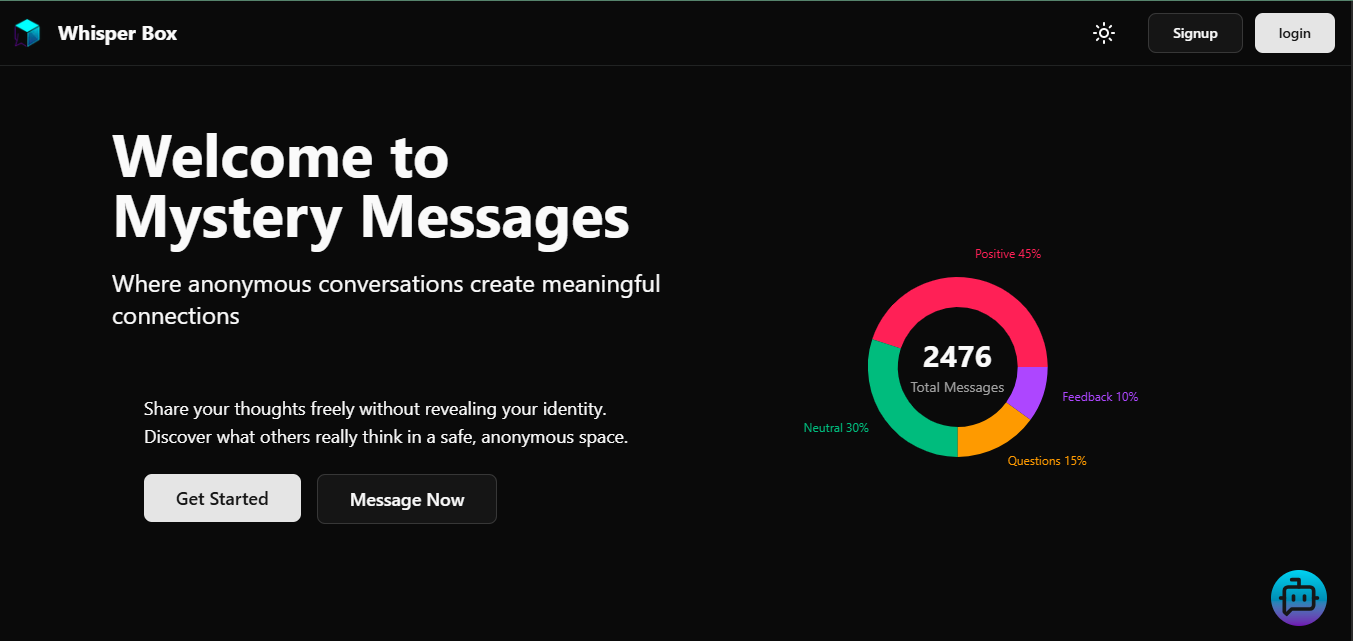 Whisper Box
Signup
login
Welcome to
Mystery Messages
Where anonymous conversations create meaningful
connections
Share your thoughts freely without revealing your identity.
Discover what others really think in a safe, anonymous space.
Get Started
Message Now
Positive 45%
2476
Total Messages
Feedback 10%
Neutral 30%
Questions 15%